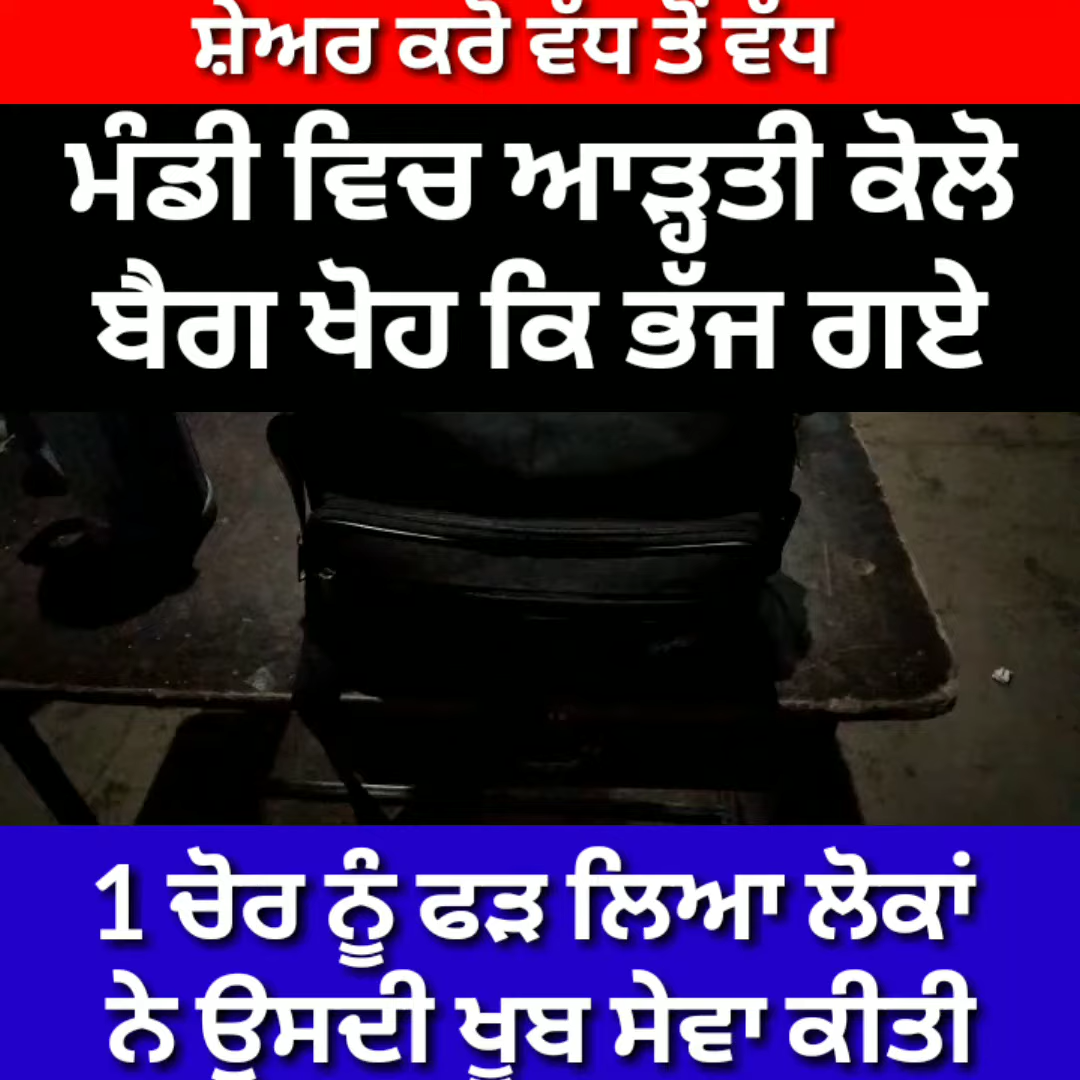 ਸ਼ੇਅਰ ਕਰੋ ਵੱਧ ਤੋਂ ਵੱਧ
ਮੰਡੀ ਵਿਚ ਆੜ੍ਹਤੀ ਕੋਲੋ
ਬੈਗ ਖੋਹ ਕਿ ਭੱਜ ਗਏ
1 ਚੋਰ ਨੂੰ ਫੜ ਲਿਆ ਲੋਕਾਂ
ਨੇ ਉਸਦੀ ਖੂਬ ਸੇਵਾ ਕੀਤੀ